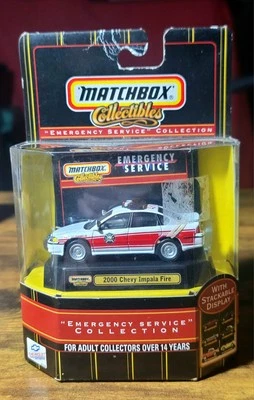 MATCHBOX
Collectibles
"EMERGENCY SERVICE" COLLECTION
MATCHBOX
Collectibles
EMERGENCY
SERVICE
2000 Chevy Impala Fire
WITH
STACKABLE
DISPLAY
"EMERGENCY SERVICE"
COLLECTION
FOR ADULT COLLECTORS OVER 14 YEARS